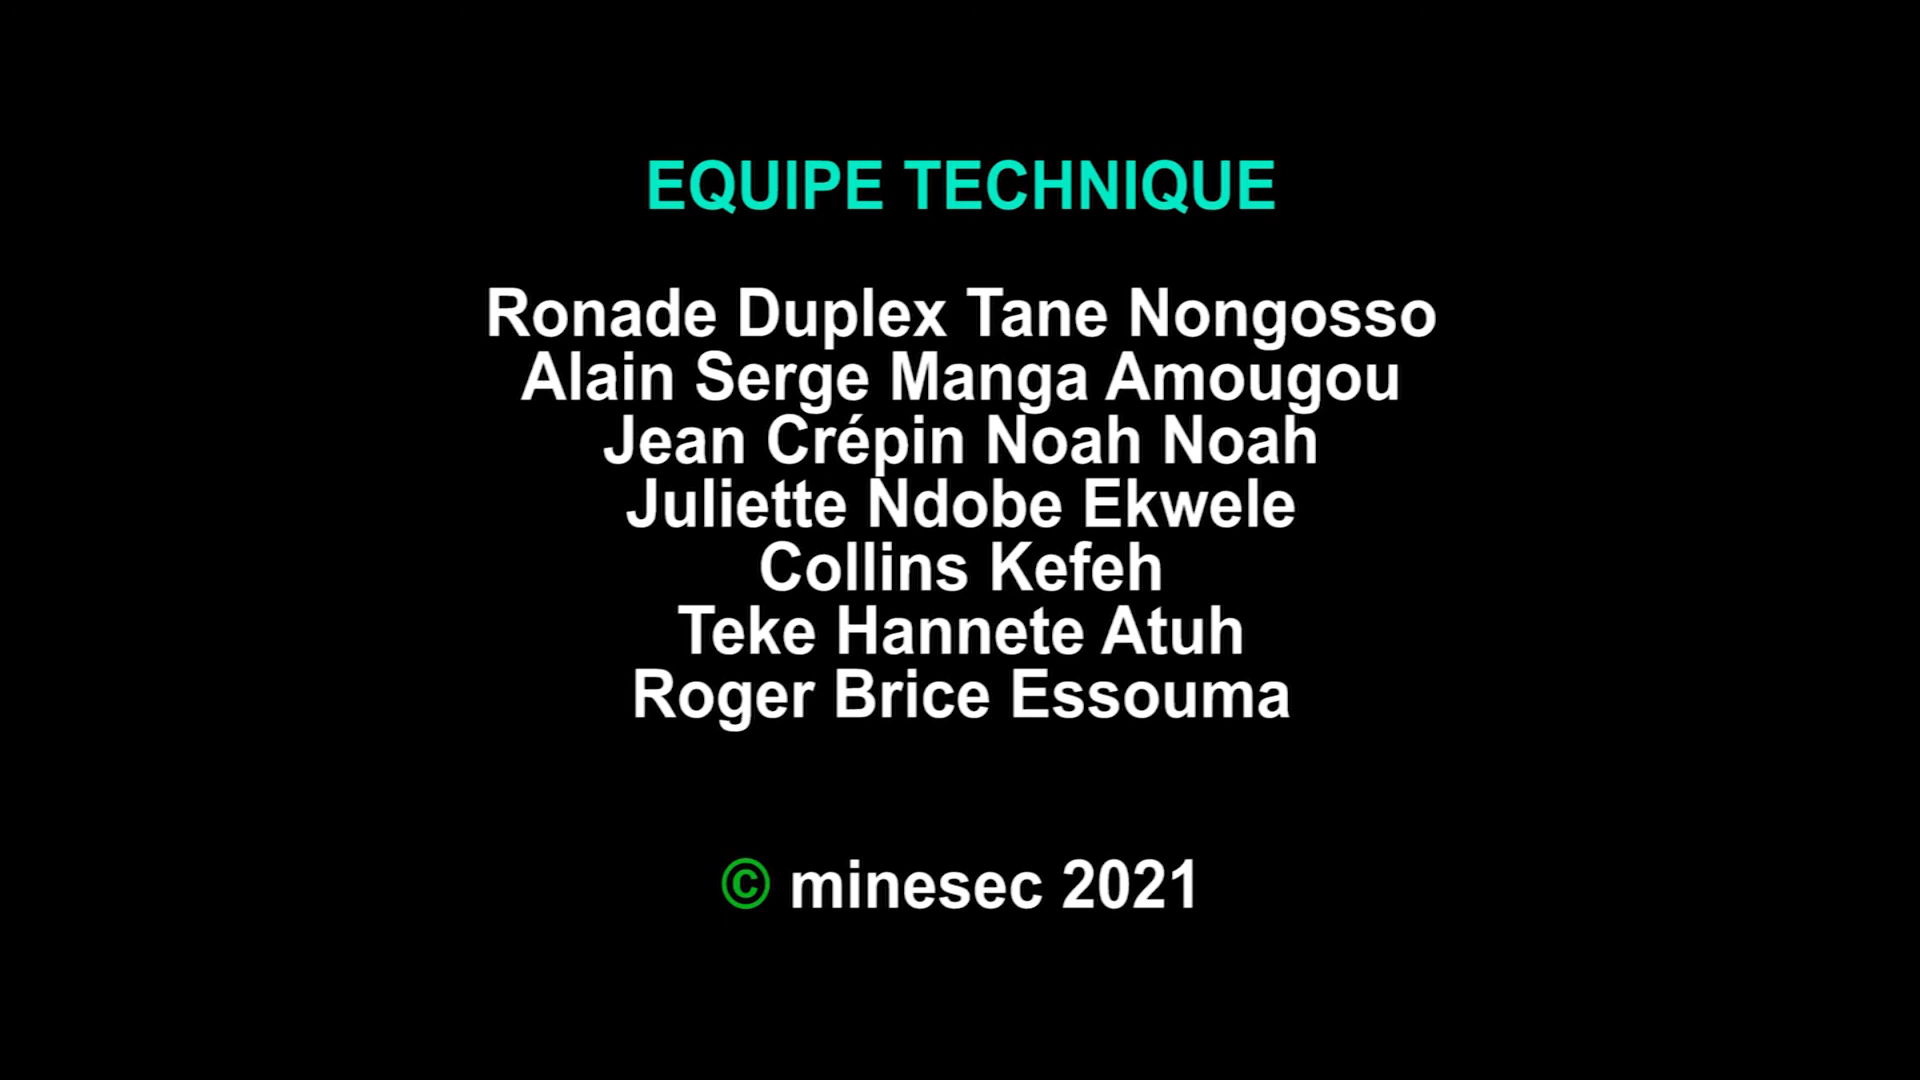 EQUIPE TECHNIQUE
Ronade Duplex Tane Nongosso
Alain Serge Manga Amougou
Jean Crépin Noah Noah
Juliette Ndobe Ekwele
Collins Kefeh
Teke Hannete Atuh
Roger Brice Essouma
© minesec 2021